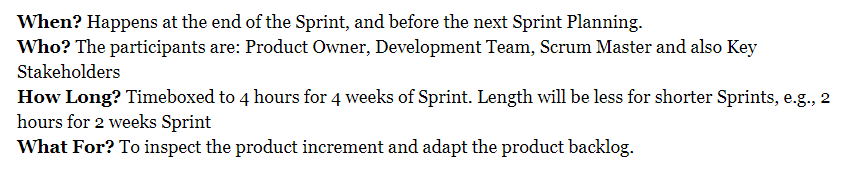 When? Happens at the end of the Sprint, and before the next Sprint Planning.
Who? The participants are: Product Owner, Development Team, Scrum Master and also Key
Stakeholders
How Long? Timeboxed to 4 hours for 4 weeks of Sprint. Length will be less for shorter Sprints, e.g., 2
hours for 2 weeks Sprint
What For? To inspect the product increment and adapt the product backlog.